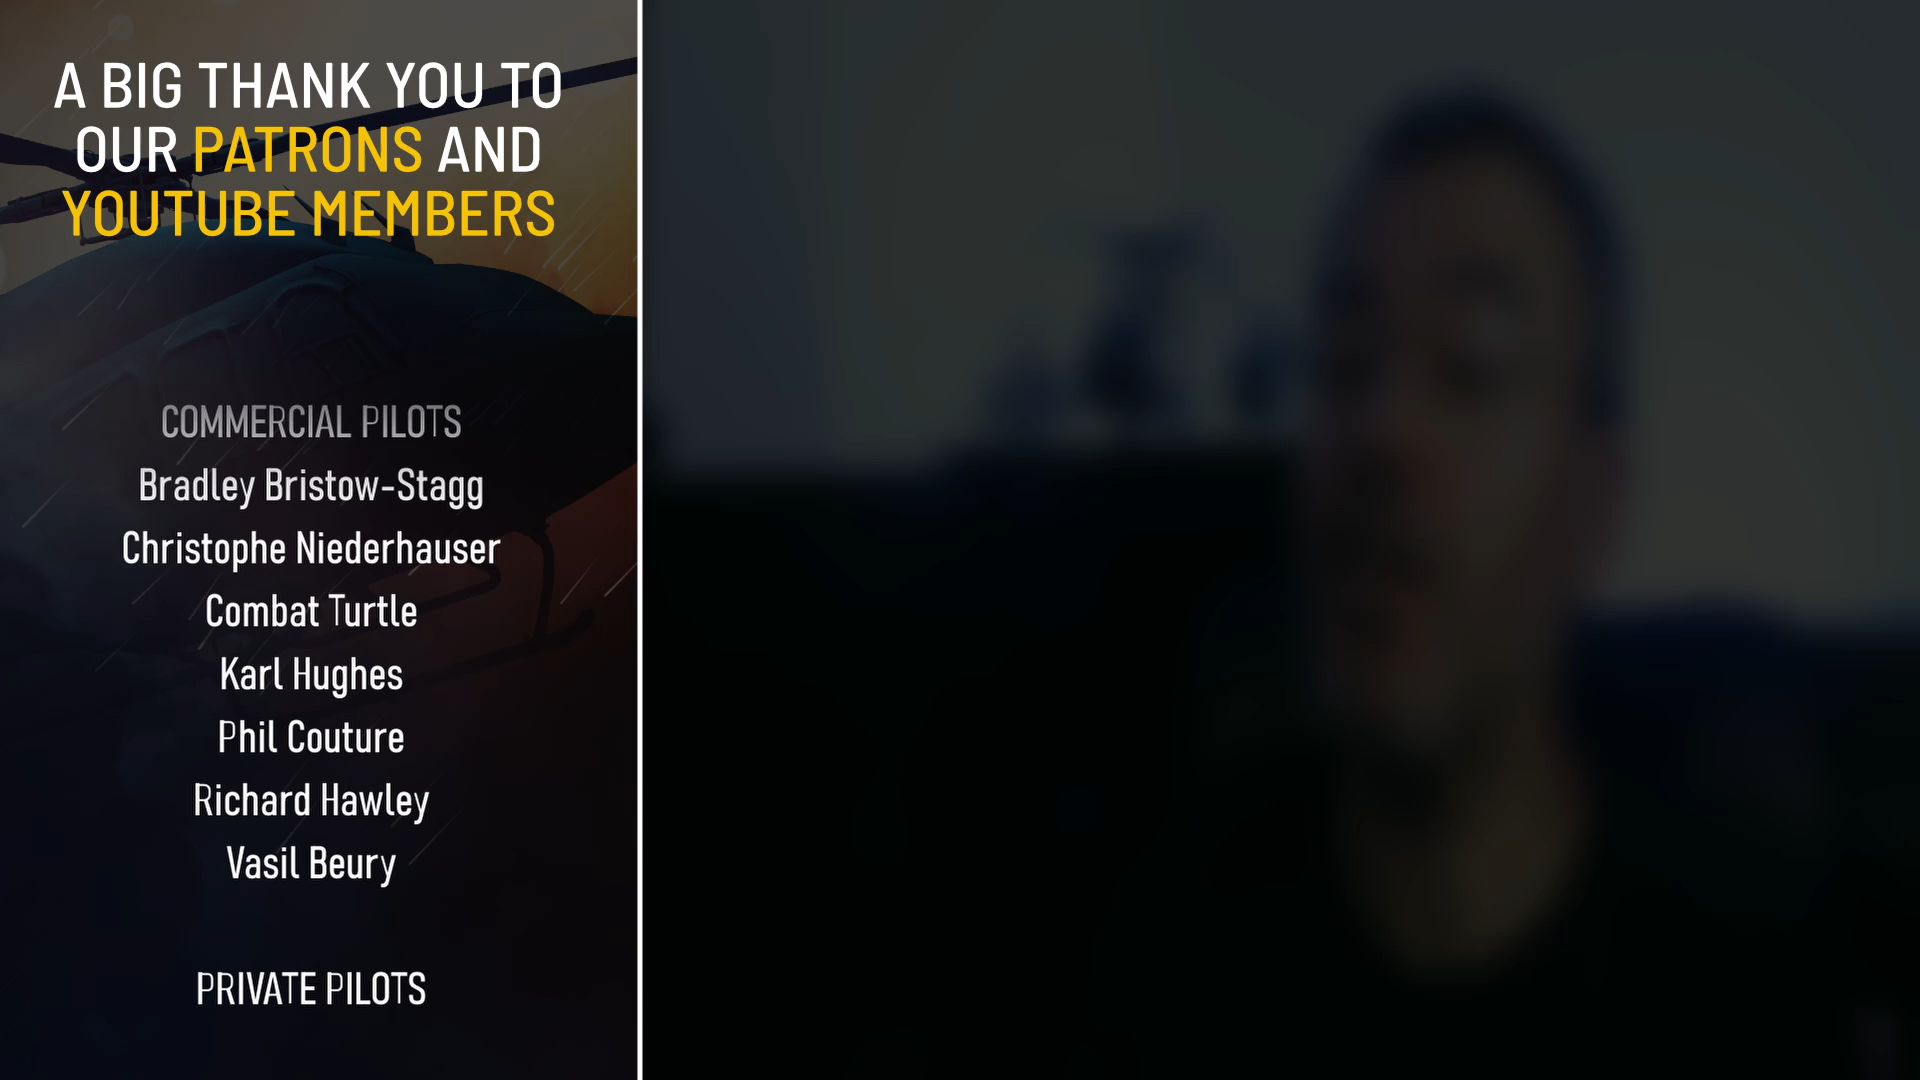 A BIG THANK YOU TO
OUR PATRONS AND
YOUTUBE MEMBERS
COMMERCIAL PILOTS
Bradley Bristow-Stagg
Christophe Niederhauser
Combat Turtle
Karl Hughes
Phil Couture
Richard Hawley
Vasil Beury
PRIVATE PILOTS